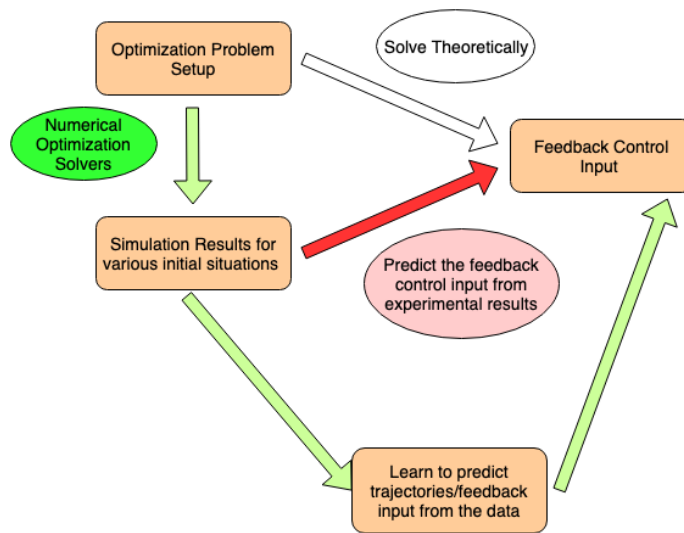 Optimization Problem
Setup
Solve Theoretically
Numerical
Optimization
Solvers
Feedback Control
Input
Simulation Results for
various initial situations
Predict the feedback
control input from
experimental results
Learn to predict
trajectories/feedback
input from the data